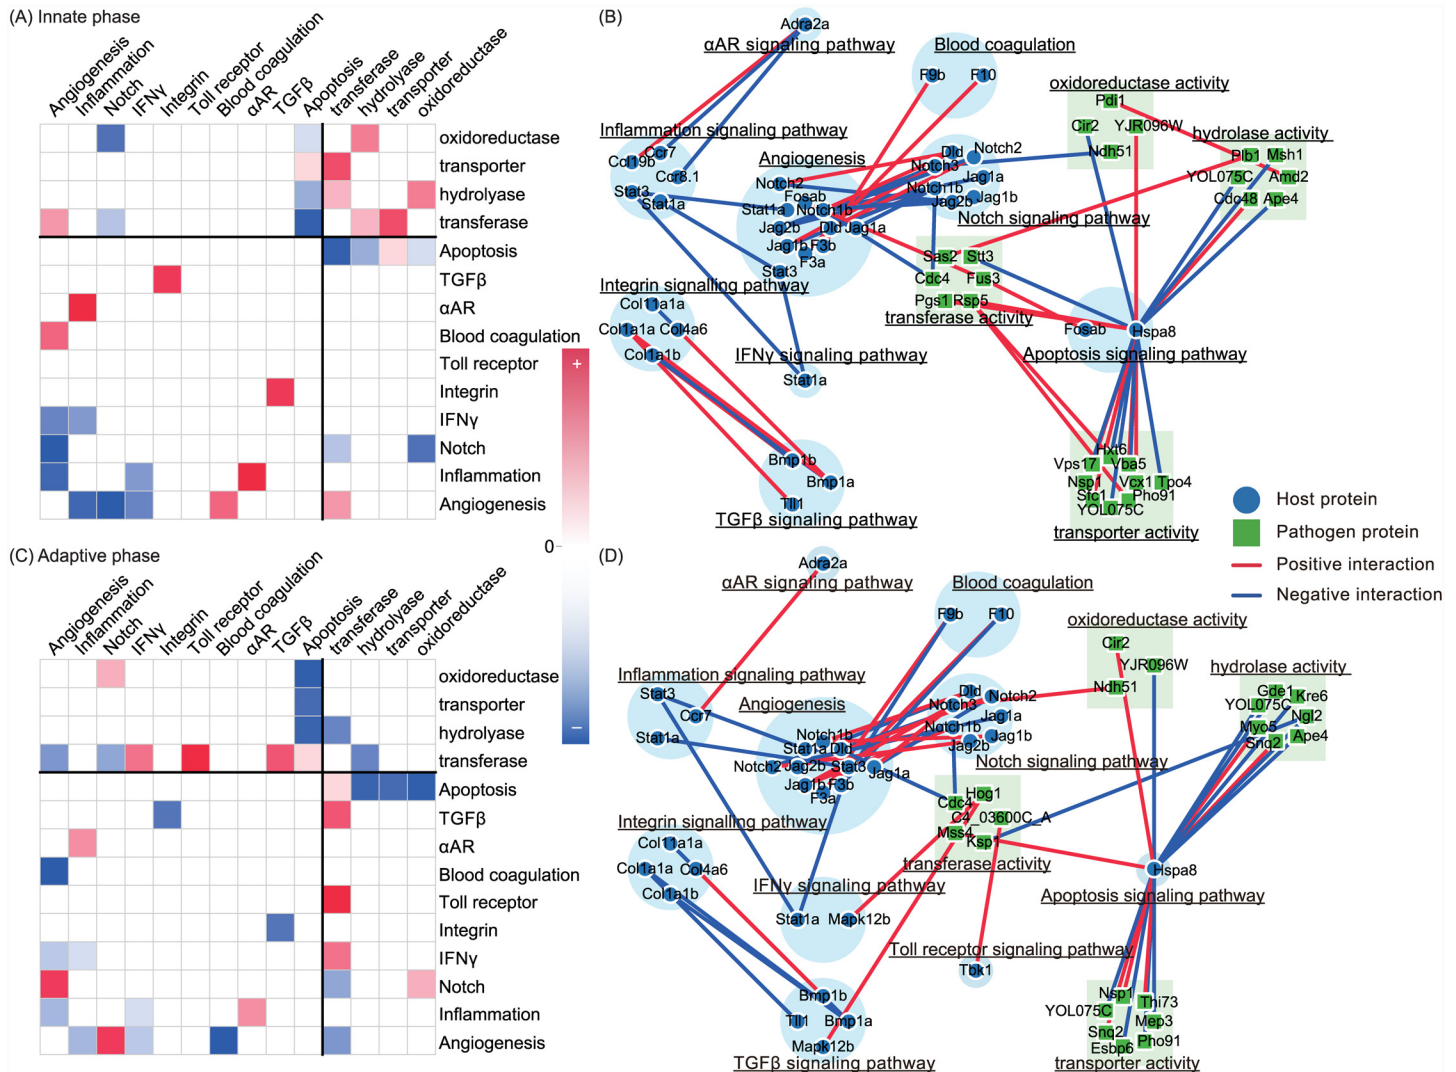 (A) Innate phase
Angiogenesis
Inflammation
Notch
IFNγ
Integrin
Toll receptor
Blood coagulation
αAR
TGFβ
Apoptosis
transferase
hydrolyase
transporter
oxidoreductase
oxidoreductase
transporter
hydrolyase
transferase
Apoptosis
TGFβ
αAR
Blood coagulation
Toll receptor
Integrin
IFNγ
Notch
Inflammation
Angiogenesis
+
0
−
(B)
Adra2a
αAR signaling pathway
Blood coagulation
F9b
F10
oxidoreductase activity
Pdi1
Cir2
YJR096W
Ndh51
hydrolase activity
Plb1
Msh1
YOL075C
Amd2
Cdc48
Ape4
Inflammation signaling pathway
Ccr7
Ccl19b
Ccr8.1
Stat3
Stat1a
Angiogenesis
Notch2
Fosab
Stat1a
Notch1b
Jag2b
Dld
Jag1a
Jag1b
F3b
F3a
Stat3
Dld
Notch2
Notch3
Jag1a
Notch1b
Jag2b
Jag1b
Notch signaling pathway
Sas2
Stt3
Cdc4
Fus3
Pgs1
Rsp5
transferase activity
Integrin signalling pathway
Col11a1a
Col1a1a
Col4a6
Col1a1b
IFNγ signaling pathway
Stat1a
Fosab
Hspa8
Apoptosis signaling pathway
Bmp1b
Bmp1a
Tll1
TGFβ signaling pathway
Hxt6
Vps17
Vba5
Nsp1
Vcx1
Tpo4
Sfc1
Pho91
YOL075C
transporter activity
Host protein
Pathogen protein
Positive interaction
Negative interaction
(C) Adaptive phase
Angiogenesis
Inflammation
Notch
IFNγ
Integrin
Toll receptor
Blood coagulation
αAR
TGFβ
Apoptosis
transferase
hydrolyase
transporter
oxidoreductase
oxidoreductase
transporter
hydrolyase
transferase
Apoptosis
TGFβ
αAR
Blood coagulation
Toll receptor
Integrin
IFNγ
Notch
Inflammation
Angiogenesis
(D)
Adra2a
αAR signaling pathway
Blood coagulation
F9b
F10
oxidoreductase activity
Cir2
YJR096W
Ndh51
hydrolase activity
Gde1
Kre6
YOL075C
Ngl2
Myo5
Snq2
Ape4
Inflammation signaling pathway
Stat3
Ccr7
Stat1a
Angiogenesis
Notch1b
Stat1a
Dld
Notch2
Jag2b
Stat3
Jag1a
Jag1b
F3b
F3a
Dld
Notch2
Notch3
Jag1a
Notch1b
Jag1b
Jag2b
Notch signaling pathway
Hog1
Cdc4
C4_03600C_A
Mss4
Ksp1
transferase activity
Integrin signalling pathway
Col11a1a
Col1a1a
Col4a6
Col1a1b
IFNγ signaling pathway
Stat1a
Mapk12b
Hspa8
Apoptosis signaling pathway
Toll receptor signaling pathway
Tbk1
Bmp1b
Tll1
Bmp1a
Mapk12b
TGFβ signaling pathway
Nsp1
Thi73
YOL075C
Mep3
Snq2
Pho91
Esbp6
transporter activity